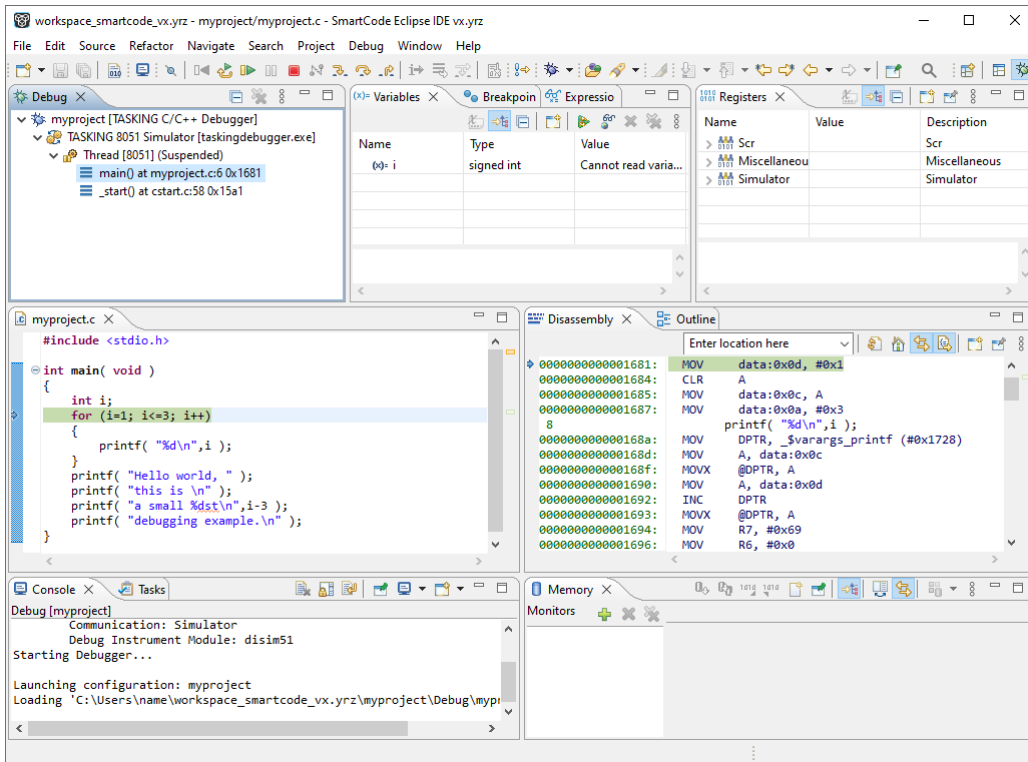 workspace_smartcode_vx.yrz - myproject/myproject.c - SmartCode Eclipse IDE vx.yrz
File Edit Source Refactor Navigate Search Project Debug Window Help
Debug
myproject [TASKING C/C++ Debugger]
TASKING 8051 Simulator [taskingdebugger.exe]
Thread [8051] (Suspended)
main() at myproject.c:6 0x1681
_start() at cstart.c:58 0x15a1
(x)= Variables Breakpoin Expressio
Name Type Value
(x)= i signed int Cannot read varia...
Registers
Name Value Description
Scr Scr
Miscellaneou Miscellaneous
Simulator Simulator
myproject.c
#include <stdio.h>
int main( void )
{
int i;
for (i=1; i<=3; i++)
{
printf( "%d\n",i );
}
printf( "Hello world, " );
printf( "this is \n" );
printf( "a small %dst\n",i-3 );
printf( "debugging example.\n" );
}
Disassembly Outline
Enter location here
0000000000001681: MOV data:0x0d, #0x1
0000000000001684: CLR A
0000000000001685: MOV data:0x0c, A
0000000000001687: MOV data:0x0a, #0x3
8 printf( "%d\n",i );
000000000000168a: MOV DPTR, _$varargs_printf (#0x1728)
000000000000168d: MOV A, data:0x0c
000000000000168f: MOVX @DPTR, A
0000000000001690: MOV A, data:0x0d
0000000000001692: INC DPTR
0000000000001693: MOVX @DPTR, A
0000000000001694: MOV R7, #0x69
0000000000001696: MOV R6, #0x0
Console Tasks
Debug [myproject]
Communication: Simulator
Debug Instrument Module: disim51
Starting Debugger...
Launching configuration: myproject
Loading 'C:\Users\name\workspace_smartcode_vx.yrz\myproject\Debug\mypr
Memory
Monitors